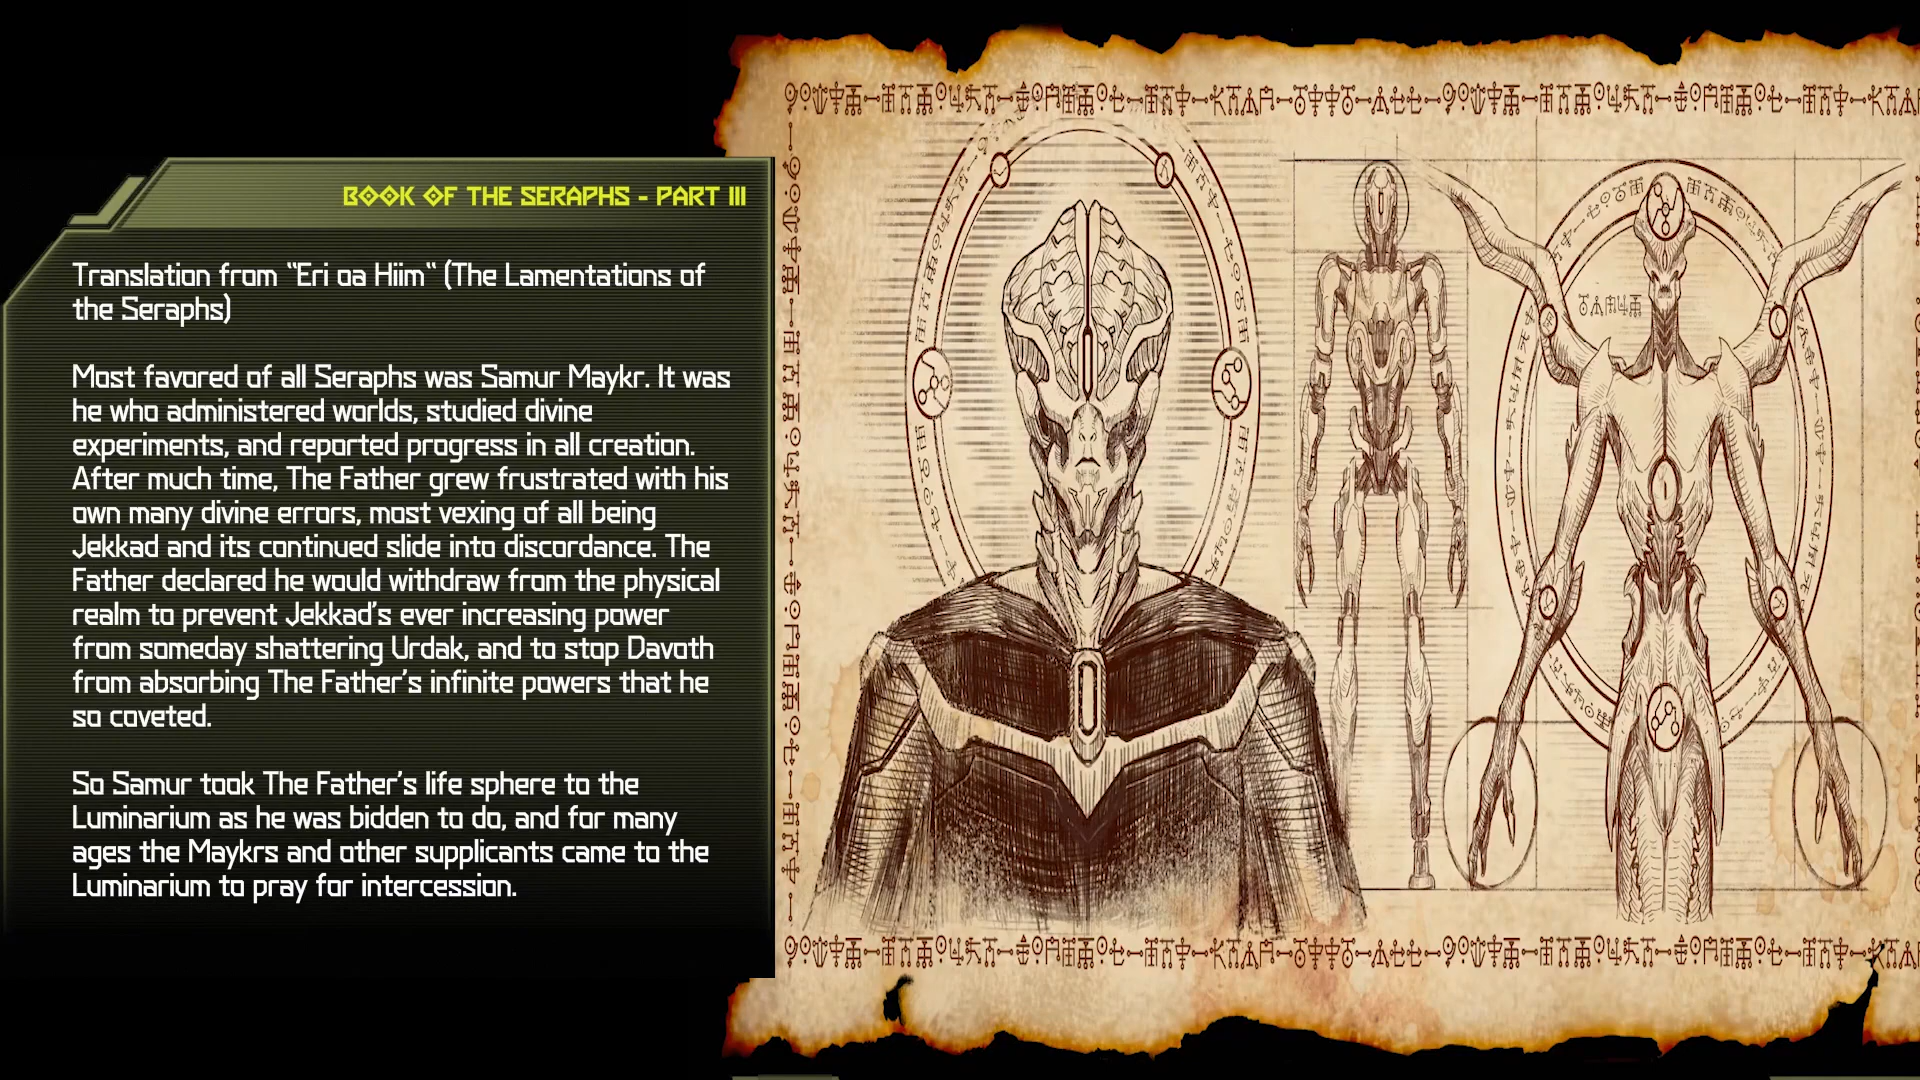 BOOK OF THE SERAPHS - PART III
Translation from “Eri oa Hiim“ (The Lamentations of
the Seraphs)
Most favored of all Seraphs was Samur Maykr. It was
he who administered worlds, studied divine
experiments, and reported progress in all creation.
After much time, The Father grew frustrated with his
own many divine errors, most vexing of all being
Jekkad and its continued slide into discordance. The
Father declared he would withdraw from the physical
realm to prevent Jekkad's ever increasing power
from someday shattering Urdak, and to stop Davoth
from absorbing The Father's infinite powers that he
so coveted.
So Samur took The Father's life sphere to the
Luminarium as he was bidden to do, and for many
ages the Maykrs and other supplicants came to the
Luminarium to pray for intercession.